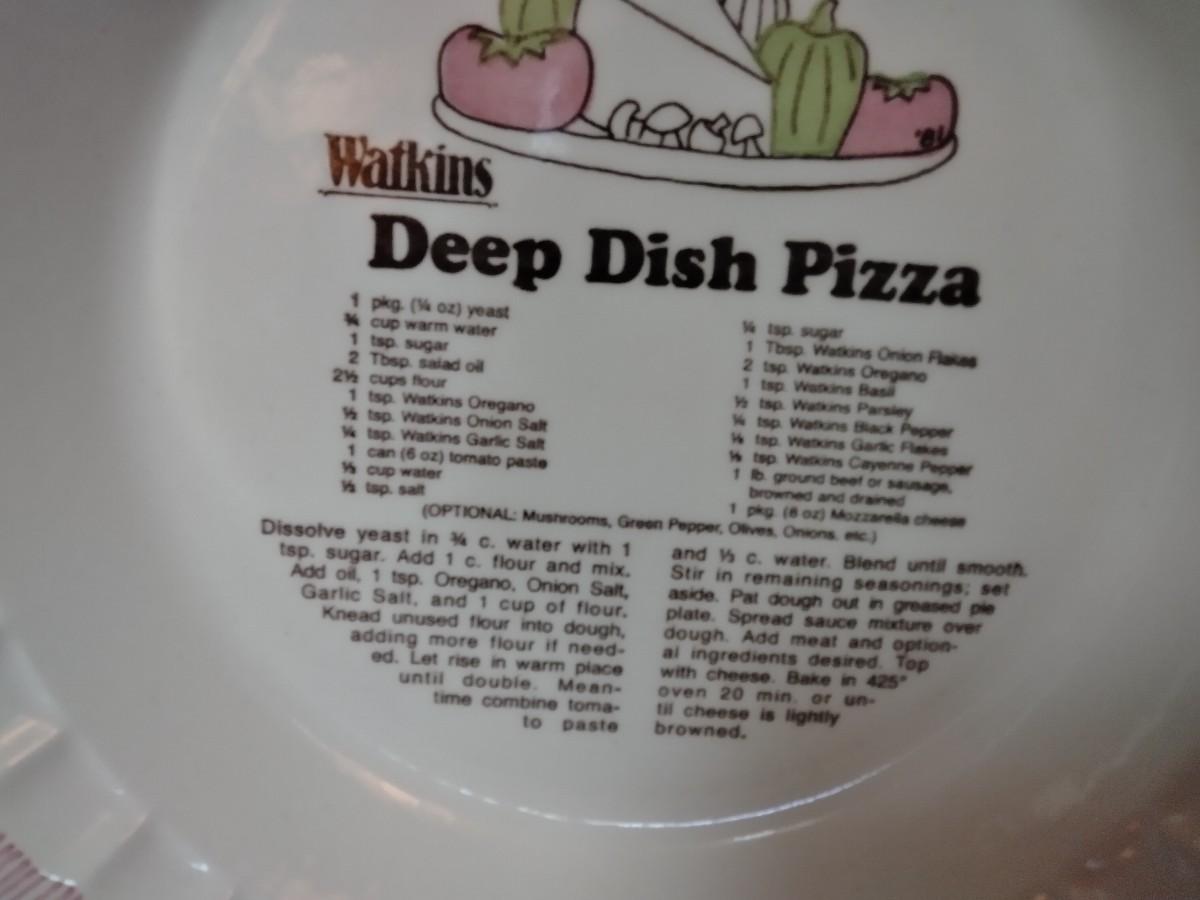 '81
Watkins
Deep Dish Pizza
1 pkg. (¼ oz) yeast
¾ cup warm water
1 tsp. sugar
2 Tbsp. salad oil
2½ cups flour
1 tsp. Watkins Oregano
½ tsp. Watkins Onion Salt
¼ tsp. Watkins Garlic Salt
1 can (6 oz) tomato paste
⅓ cup water
½ tsp. salt
¼ tsp. sugar
1 Tbsp. Watkins Onion Flakes
2 tsp. Watkins Oregano
1 tsp. Watkins Basil
½ tsp. Watkins Parsley
¼ tsp. Watkins Black Pepper
⅛ tsp. Watkins Garlic Flakes
⅛ tsp. Watkins Cayenne Pepper
1 lb. ground beef or sausage,
browned and drained
1 pkg. (8 oz) Mozzarella cheese
(OPTIONAL: Mushrooms, Green Pepper, Olives, Onions, etc.)
Dissolve yeast in ¾ c. water with 1
tsp. sugar. Add 1 c. flour and mix.
Add oil, 1 tsp. Oregano, Onion Salt,
Garlic Salt, and 1 cup of flour.
Knead unused flour into dough,
adding more flour if need-
ed. Let rise in warm place
until double. Mean-
time combine toma-
to paste
and ⅓ c. water. Blend until smooth.
Stir in remaining seasonings; set
aside. Pat dough out in greased pie
plate. Spread sauce mixture over
dough. Add meat and option-
al ingredients desired. Top
with cheese. Bake in 425°
oven 20 min. or un-
til cheese is lightly
browned.